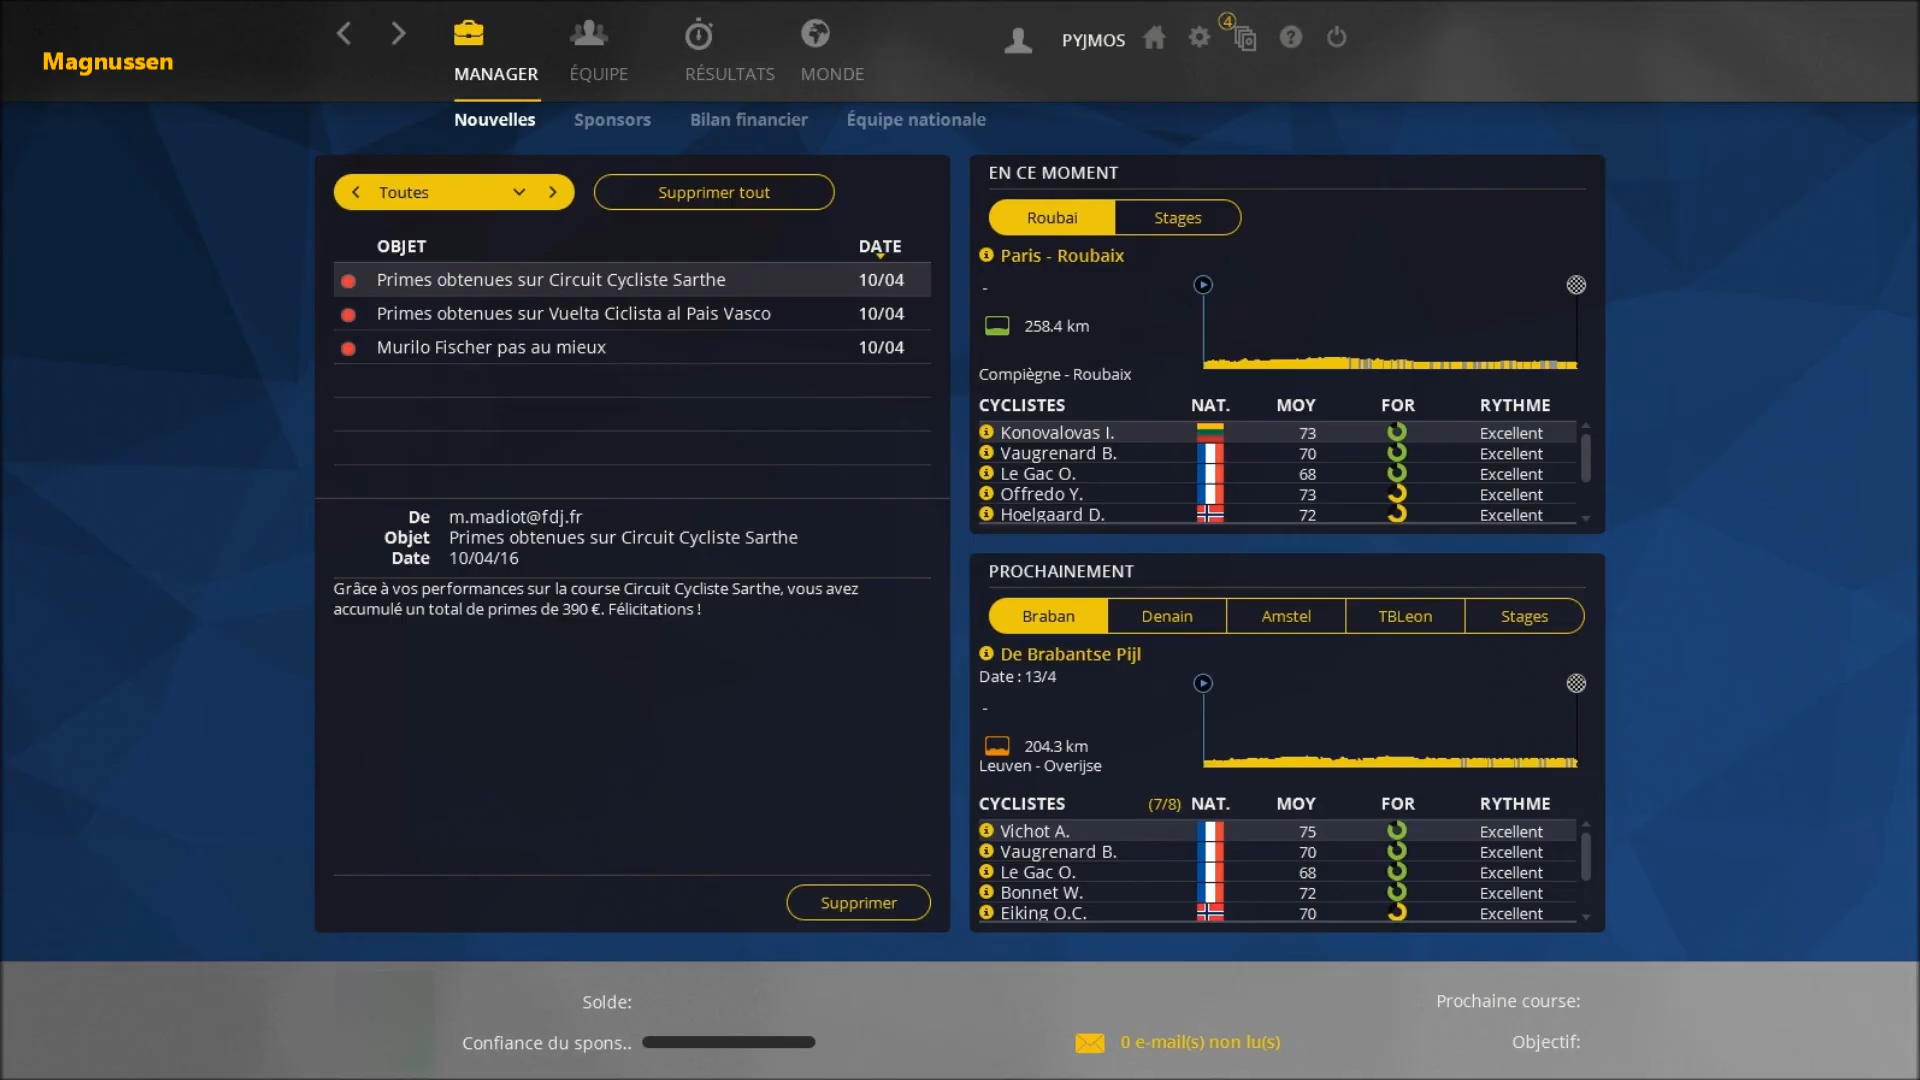 Magnussen
MANAGER
ÉQUIPE
RÉSULTATS
MONDE
PYJMOS
4
Nouvelles
Sponsors
Bilan financier
Équipe nationale
Toutes
Supprimer tout
OBJET DATE
Primes obtenues sur Circuit Cycliste Sarthe 10/04
Primes obtenues sur Vuelta Ciclista al Pais Vasco 10/04
Murilo Fischer pas au mieux 10/04
De m.madiot@fdj.fr
Objet Primes obtenues sur Circuit Cycliste Sarthe
Date 10/04/16
Grâce à vos performances sur la course Circuit Cycliste Sarthe, vous avez
accumulé un total de primes de 390 €. Félicitations !
Supprimer
EN CE MOMENT
Roubai Stages
Paris - Roubaix
-
258.4 km
Compiègne - Roubaix
CYCLISTES NAT. MOY FOR RYTHME
Konovalovas I. 73 Excellent
Vaugrenard B. 70 Excellent
Le Gac O. 68 Excellent
Offredo Y. 73 Excellent
Hoelgaard D. 72 Excellent
PROCHAINEMENT
Braban Denain Amstel TBLeon Stages
De Brabantse Pijl
Date : 13/4
-
204.3 km
Leuven - Overijse
CYCLISTES (7/8) NAT. MOY FOR RYTHME
Vichot A. 75 Excellent
Vaugrenard B. 70 Excellent
Le Gac O. 68 Excellent
Bonnet W. 72 Excellent
Eiking O.C. 70 Excellent
Solde:
Confiance du spons..
0 e-mail(s) non lu(s)
Prochaine course:
Objectif: